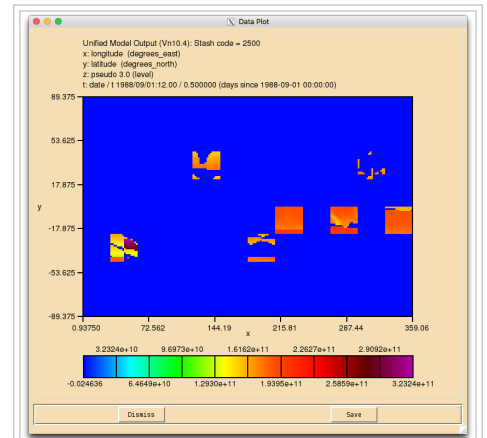 Data Plot
Unified Model Output (Vn10.4): Stash code = 2500
x: longitude (degrees_east)
y: latitude (degrees_north)
z: pseudo 3.0 (level)
t: date / t 1988/09/01:12.00 / 0.500000 (days since 1988-09-01 00:00:00)
89.375
53.625
17.875
y
-17.875
-53.625
-89.375
0.93750 72.562 144.19 215.81 287.44 359.06
x
3.2324e+10 9.6973e+10 1.6162e+11 2.2627e+11 2.9092e+11
-0.024636 6.4649e+10 1.2930e+11 1.9395e+11 2.5859e+11 3.2324e+11
Dismiss Save